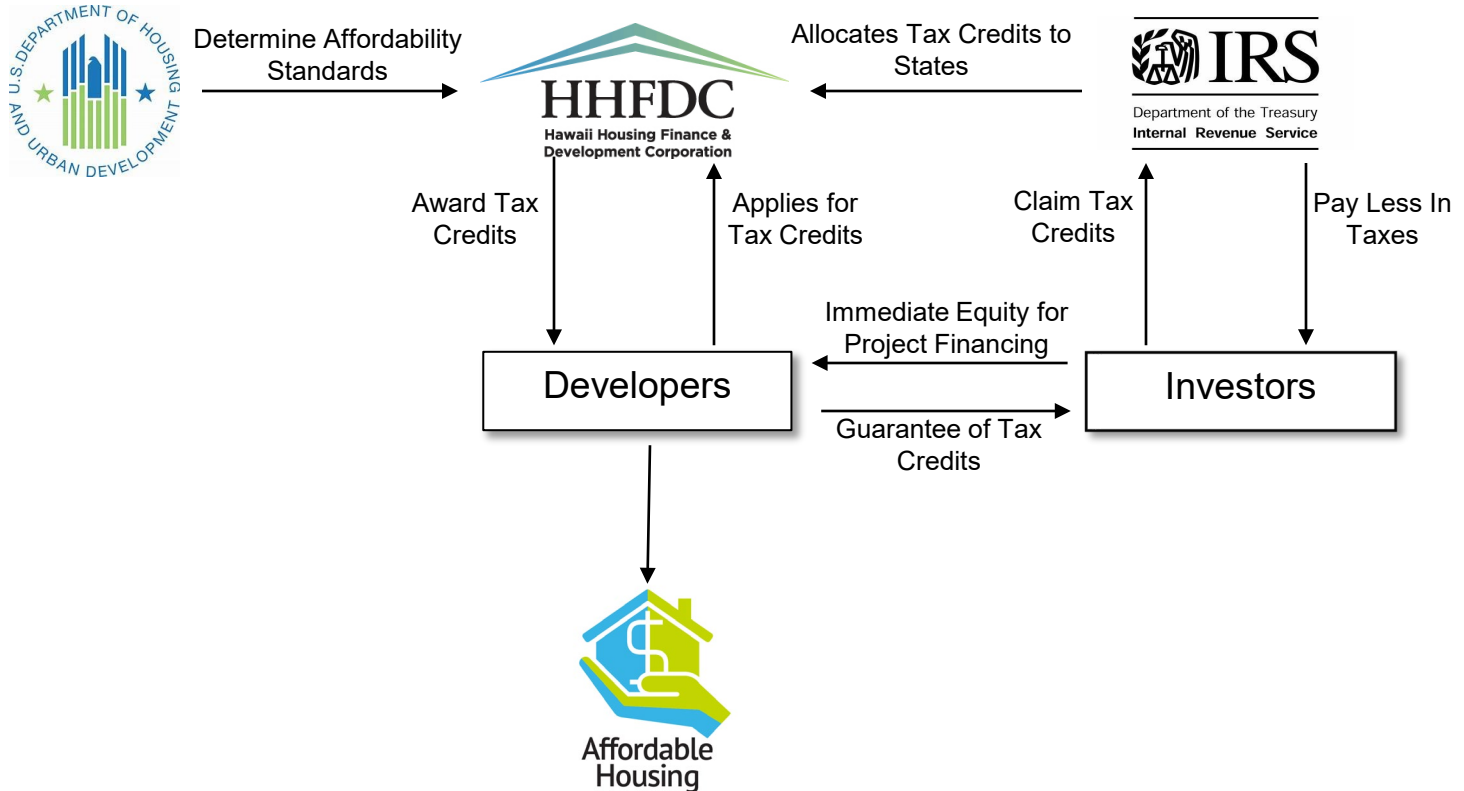 U.S. DEPARTMENT OF HOUSING
AND URBAN DEVELOPMENT
Determine Affordability
Standards
HHFDC
Hawaii Housing Finance &
Development Corporation
Allocates Tax Credits to
States
IRS
Department of the Treasury
Internal Revenue Service
Award Tax
Credits
Applies for
Tax Credits
Claim Tax
Credits
Pay Less In
Taxes
Immediate Equity for
Project Financing
Developers
Investors
Guarantee of Tax
Credits
Affordable
Housing